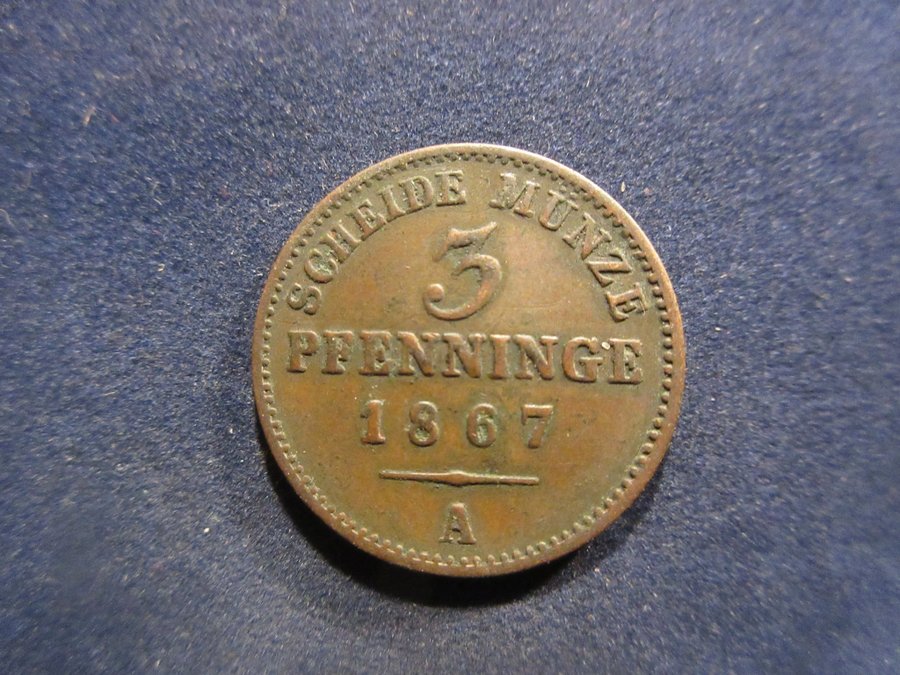 SCHEIDE MÜNZE
3
PFENNINGE
1867
A